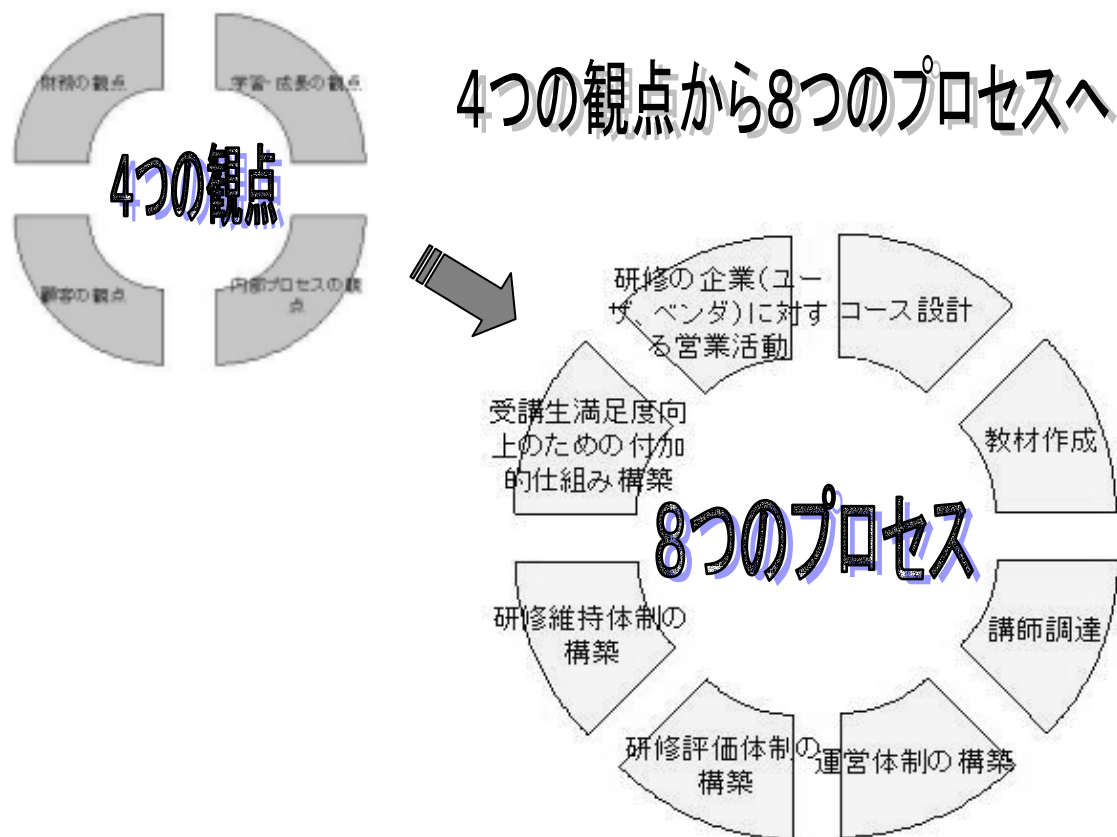 財務の観点
学習・成長の観点
4つの観点
顧客の観点
内部プロセスの観
点
4つの観点から8つのプロセスへ
研修の企業(ユー
ザ、ベンダ)に対す
る営業活動
コース設計
受講生満足度向
上のための付加
的仕組み構築
教材作成
8つのプロセス
研修維持体制の
構築
講師調達
研修評価体制の
構築
運営体制の構築